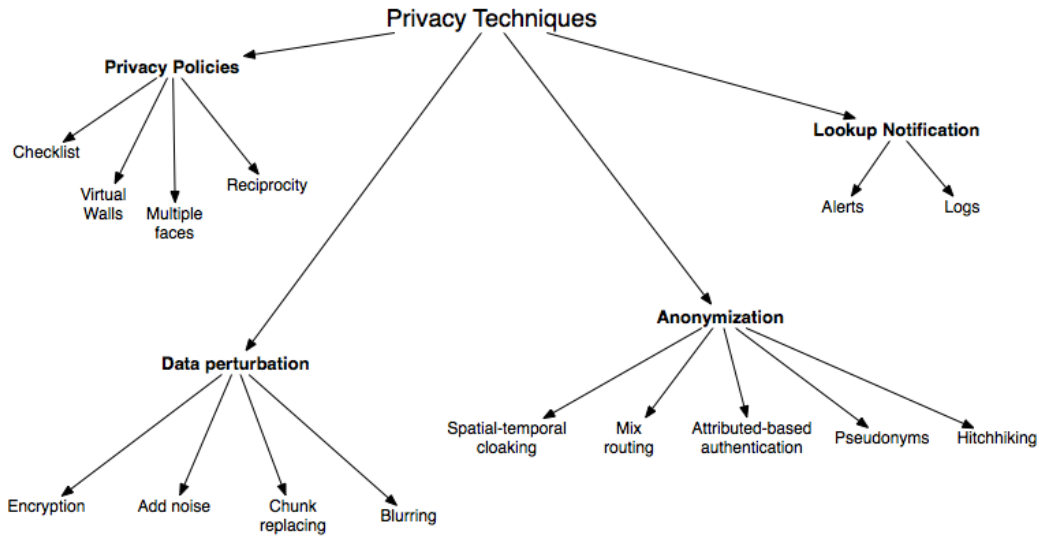 Privacy Techniques
Privacy Policies
Checklist
Virtual
Walls
Multiple
faces
Reciprocity
Lookup Notification
Alerts
Logs
Data perturbation
Encryption
Add noise
Chunk
replacing
Blurring
Anonymization
Spatial-temporal
cloaking
Mix
routing
Attributed-based
authentication
Pseudonyms
Hitchhiking